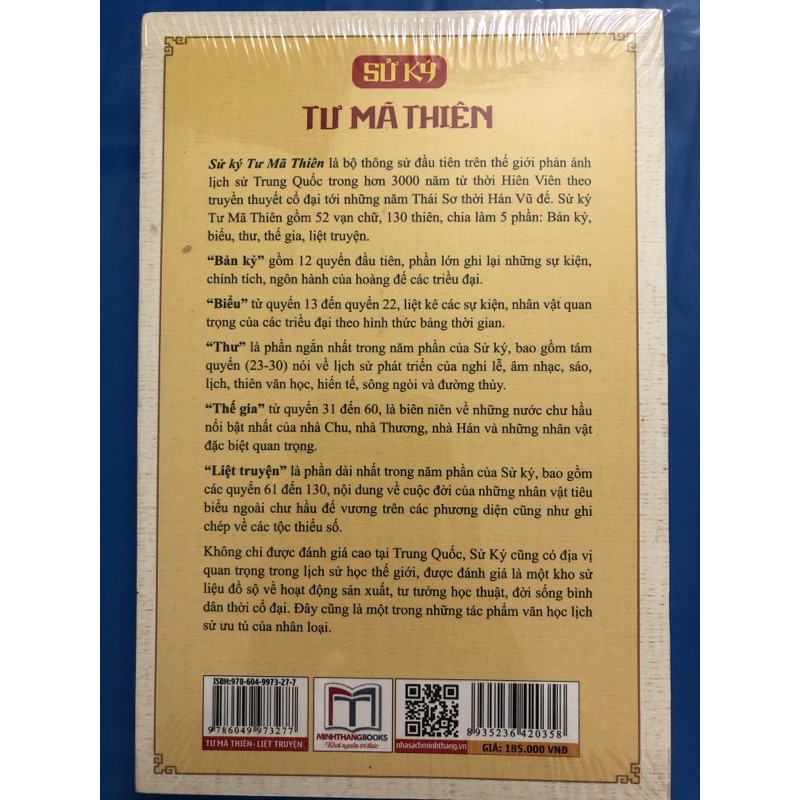 SỬ KÝ
TƯ MÃ THIÊN
Sử ký Tư Mã Thiên là bộ thông sử đầu tiên trên thế giới phản ánh
lịch sử Trung Quốc trong hơn 3000 năm từ thời Hiên Viên theo
truyền thuyết cổ đại tới những năm Thái Sơ thời Hán Vũ đế. Sử ký
Tư Mã Thiên gồm 52 vạn chữ, 130 thiên, chia làm 5 phần: Bản kỷ,
biểu, thư, thế gia, liệt truyện.
“Bản kỷ” gồm 12 quyển đầu tiên, phần lớn ghi lại những sự kiện,
chính tích, ngôn hành của hoàng đế các triều đại.
“Biểu” từ quyển 13 đến quyển 22, liệt kê các sự kiện, nhân vật quan
trọng của các triều đại theo hình thức bảng thời gian.
“Thư” là phần ngắn nhất trong năm phần của Sử ký, bao gồm tám
quyển (23-30) nói về lịch sử phát triển của nghi lễ, âm nhạc, sáo,
lịch, thiên văn học, hiến tế, sông ngòi và đường thủy.
“Thế gia” từ quyển 31 đến 60, là biên niên về những nước chư hầu
nổi bật nhất của nhà Chu, nhà Thương, nhà Hán và những nhân vật
đặc biệt quan trọng.
“Liệt truyện” là phần dài nhất trong năm phần của Sử ký, bao gồm
các quyển 61 đến 130, nội dung về cuộc đời của những nhân vật tiêu
biểu ngoài chư hầu đế vương trên các phương diện cũng như ghi
chép về các tộc thiểu số.
Không chỉ được đánh giá cao tại Trung Quốc, Sử Ký cũng có địa vị
quan trọng trong lịch sử học thế giới, được đánh giá là một kho sử
liệu đồ sộ về hoạt động sản xuất, tư tưởng học thuật, đời sống bình
dân thời cổ đại. Đây cũng là một trong những tác phẩm văn học lịch
sử ưu tú của nhân loại.
ISBN:978-604-9973-27-7
9 786049 973277
TƯ MÃ THIÊN- LIỆT TRUYỆN
MINHTHANGBOOKS
Khơi nguồn tri thức
nhasachminhthang.vn
8 935236 420358
GIÁ: 185.000 VNĐ